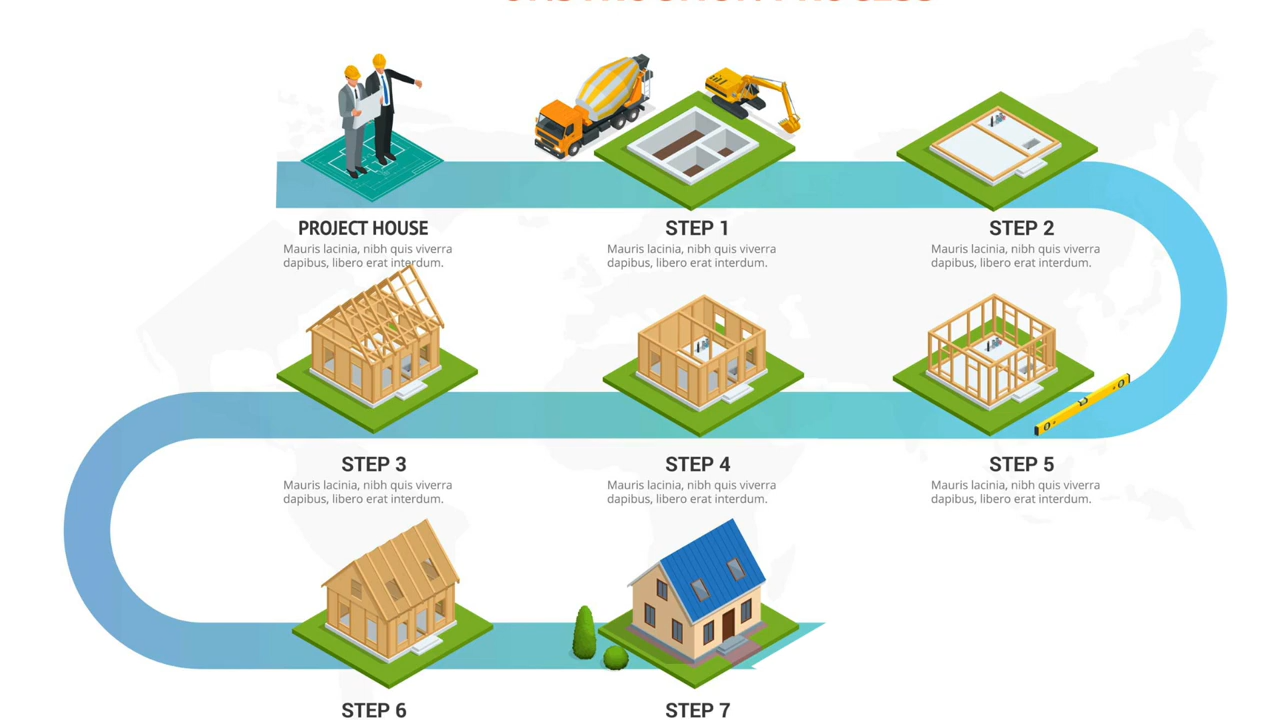 PROCESS
PROJECT HOUSE
Mauris lacinia, nibh quis viverra
dapibus, libero erat interdum.
STEP 1
Mauris lacinia, nibh quis viverra
dapibus, libero erat interdum.
STEP 2
Mauris lacinia, nibh quis viverra
dapibus, libero erat interdum.
STEP 3
Mauris lacinia, nibh quis viverra
dapibus, libero erat interdum.
STEP 4
Mauris lacinia, nibh quis viverra
dapibus, libero erat interdum.
STEP 5
Mauris lacinia, nibh quis viverra
dapibus, libero erat interdum.
STEP 6
STEP 7